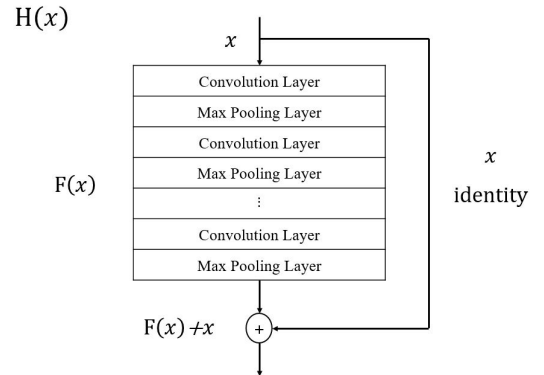 H(x)
x
Convolution Layer
Max Pooling Layer
Convolution Layer
Max Pooling Layer
⋮
Convolution Layer
Max Pooling Layer
F(x)
x
identity
F(x)+x
+